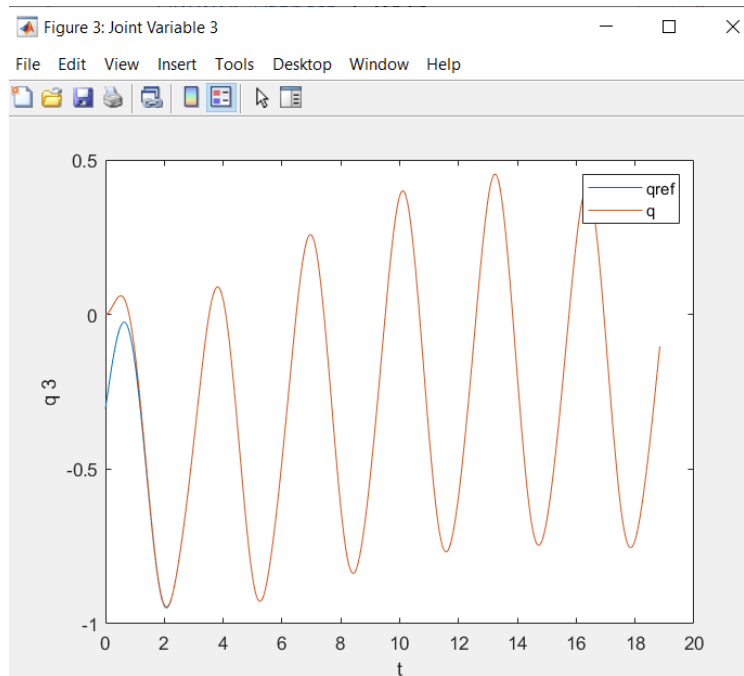 Figure 3: Joint Variable 3
File Edit View Insert Tools Desktop Window Help
0.5
qref
q
0
q 3
-0.5
-1
0 2 4 6 8 10 12 14 16 18 20
t